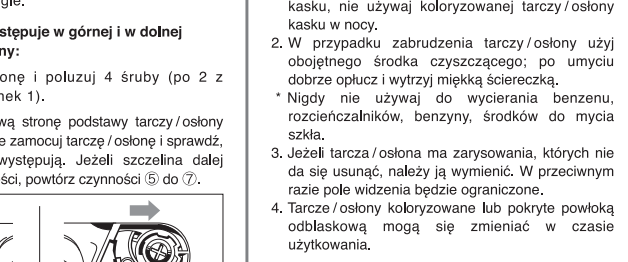 gie.
stępuje w górnej i w dolnej
ny:
onę i poluzuj 4 śruby (po 2 z
nek 1).
wą stronę podstawy tarczy / osłony
e zamocuj tarczę / osłonę i sprawdź,
występują. Jeżeli szczelina dalej
ści, powtórz czynności ⑤ do ⑦.
kasku, nie używaj koloryzowanej tarczy / osłony
kasku w nocy.
2. W przypadku zabrudzenia tarczy / osłony użyj
obojętnego środka czyszczącego; po umyciu
dobrze opłucz i wytrzyj miękką ściereczką.
* Nigdy nie używaj do wycierania benzenu,
rozcieńczalników, benzyny, środków do mycia
szkła.
3. Jeżeli tarcza / osłona ma zarysowania, których nie
da się usunąć, należy ją wymienić. W przeciwnym
razie pole widzenia będzie ograniczone.
4. Tarcze / osłony koloryzowane lub pokryte powłoką
odblaskową mogą się zmieniać w czasie
użytkowania.